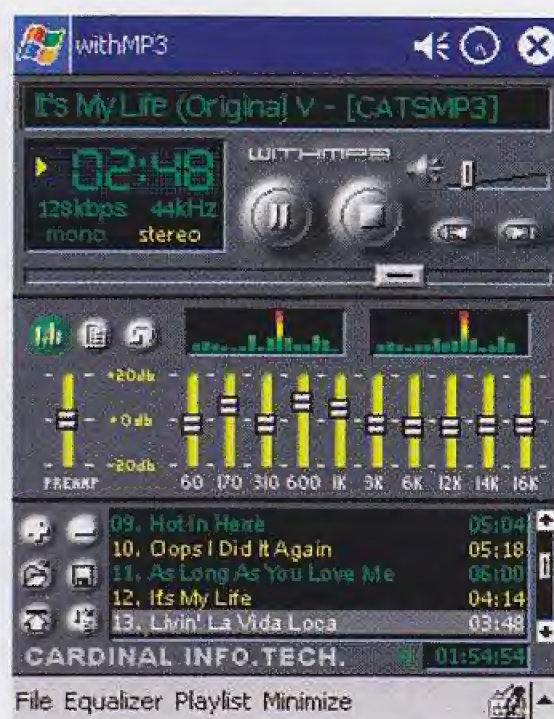 withMP3
It's My Life (Original V - [CATSMP3]
02:48
WITHMP3
128kbps 44kHz
mono stereo
+20db
+0db
-20db
PREAMP 60 170 310 600 1K 3K 6K 12K 14K 16K
09. Hot in Here 05:04
10. Oops I Did It Again 05:18
11. As Long As You Love Me 06:00
12. It's My Life 04:14
13. Livin' La Vida Loca 03:48
CARDINAL INFO.TECH. 01:54:54
File Equalizer Playlist Minimize